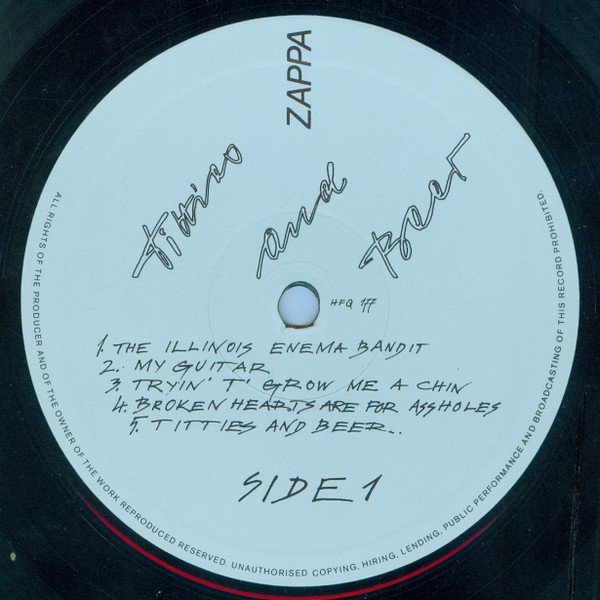 ZAPPA
Titties and Beer
HFQ 177
1. THE ILLINOIS ENEMA BANDIT
2.. MY GUITAR
3. TRYIN' T' GROW ME A CHIN
4. BROKEN HEARTS ARE FOR ASSHOLES
5. TITTIES AND BEER..
SIDE 1
ALL RIGHTS OF THE PRODUCER AND OF THE OWNER OF THE WORK REPRODUCED RESERVED. UNAUTHORISED COPYING, HIRING, LENDING, PUBLIC PERFORMANCE AND BROADCASTING OF THIS RECORD PROHIBITED.